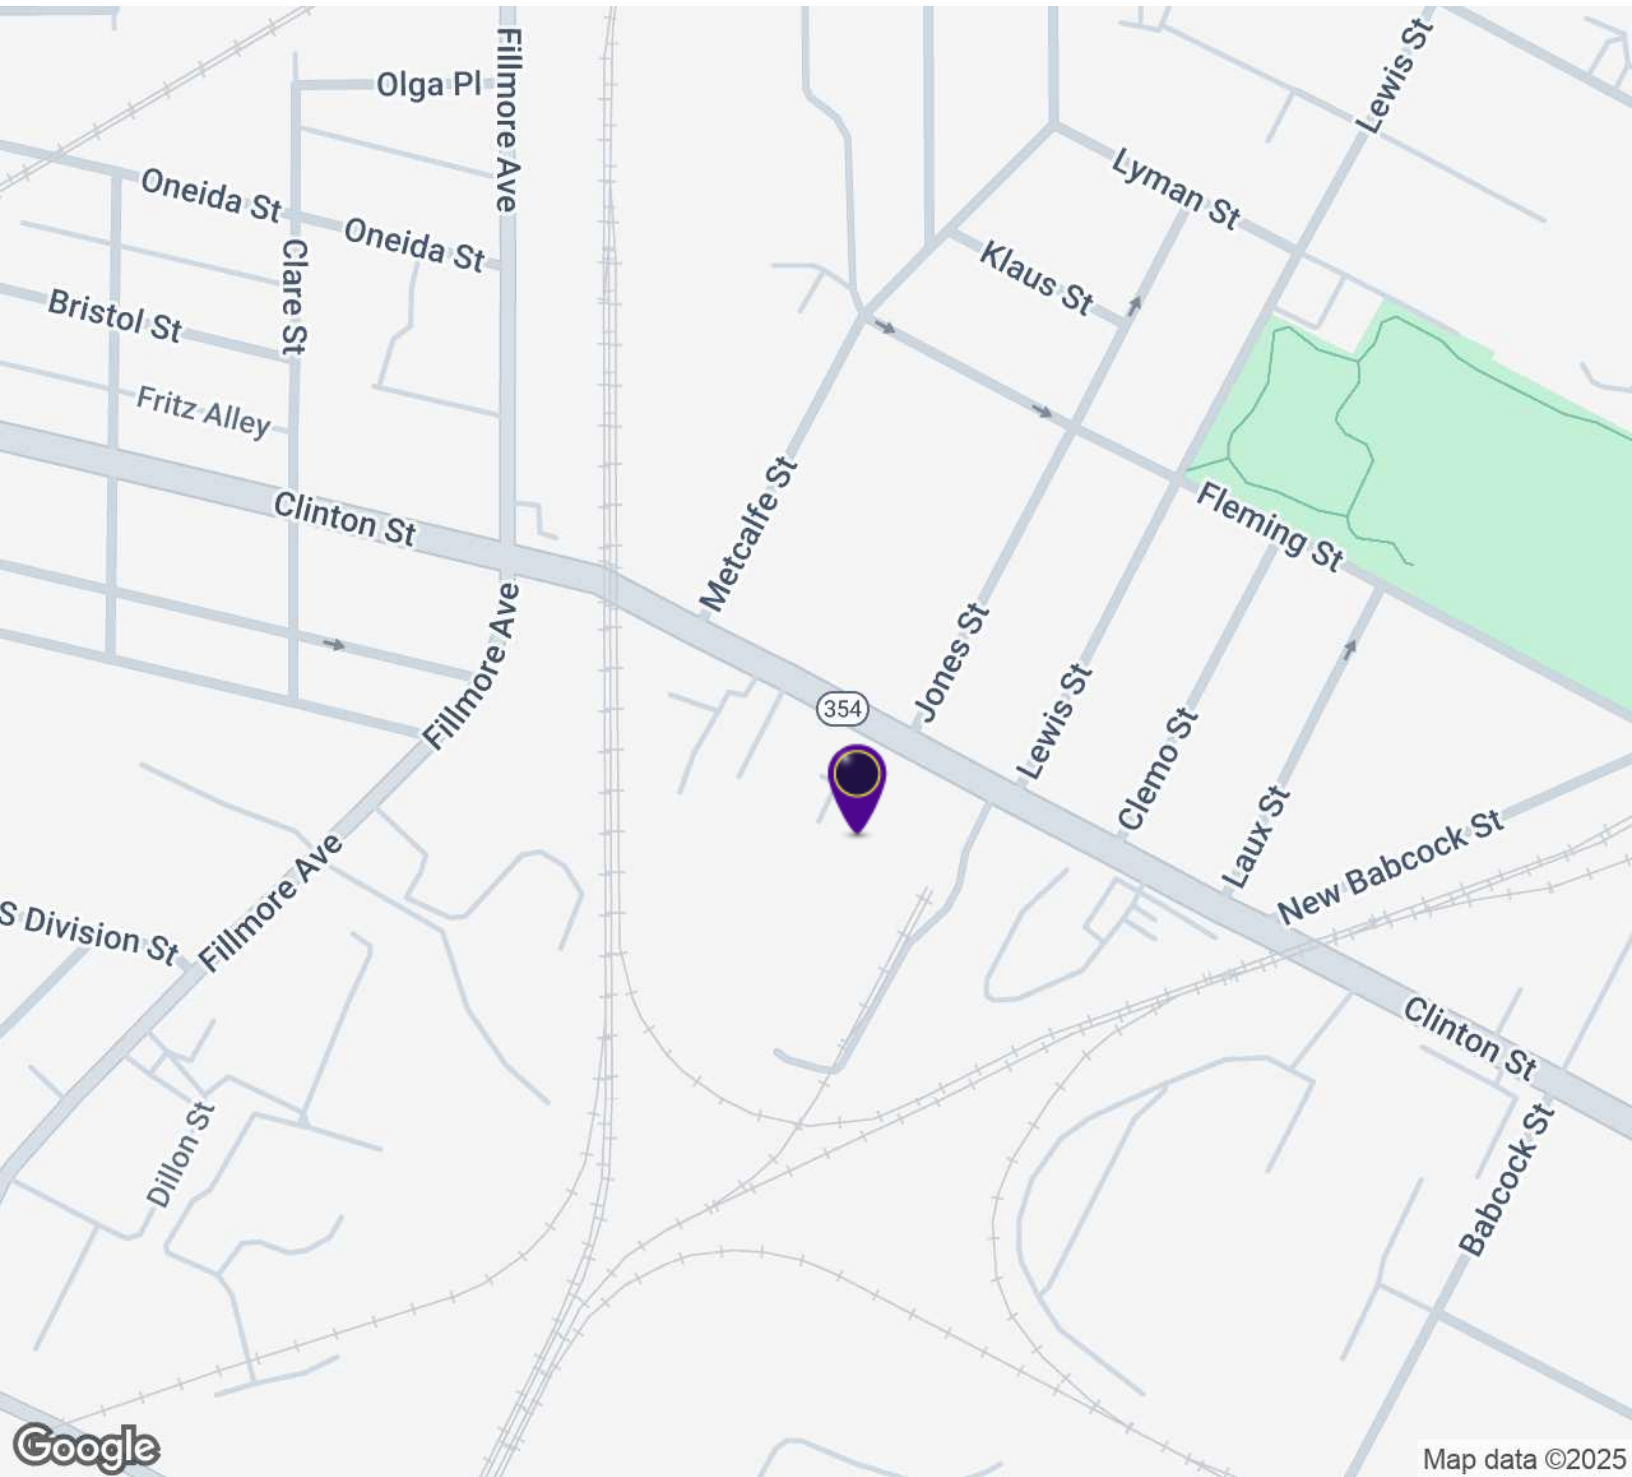 Fillmore Ave
Lewis St
Olga Pl
Lyman St
Oneida St
Oneida St
Klaus St
Clare St
Bristol St
Fritz Alley
Metcalfe St
Clinton St
Fleming St
Fillmore Ave
Jones St
354
Lewis St
Clemo St
Laux St
New Babcock St
Fillmore Ave
S Division St
Clinton St
Dillon St
Babcock St
Google
Map data ©2025